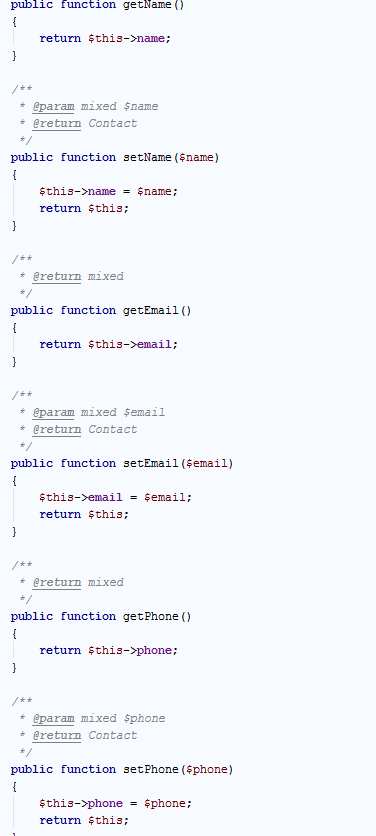 public function getName()
{
    return $this->name;
}

/**
 * @param mixed $name
 * @return Contact
 */
public function setName($name)
{
    $this->name = $name;
    return $this;
}

/**
 * @return mixed
 */
public function getEmail()
{
    return $this->email;
}

/**
 * @param mixed $email
 * @return Contact
 */
public function setEmail($email)
{
    $this->email = $email;
    return $this;
}

/**
 * @return mixed
 */
public function getPhone()
{
    return $this->phone;
}

/**
 * @param mixed $phone
 * @return Contact
 */
public function setPhone($phone)
{
    $this->phone = $phone;
    return $this;
}